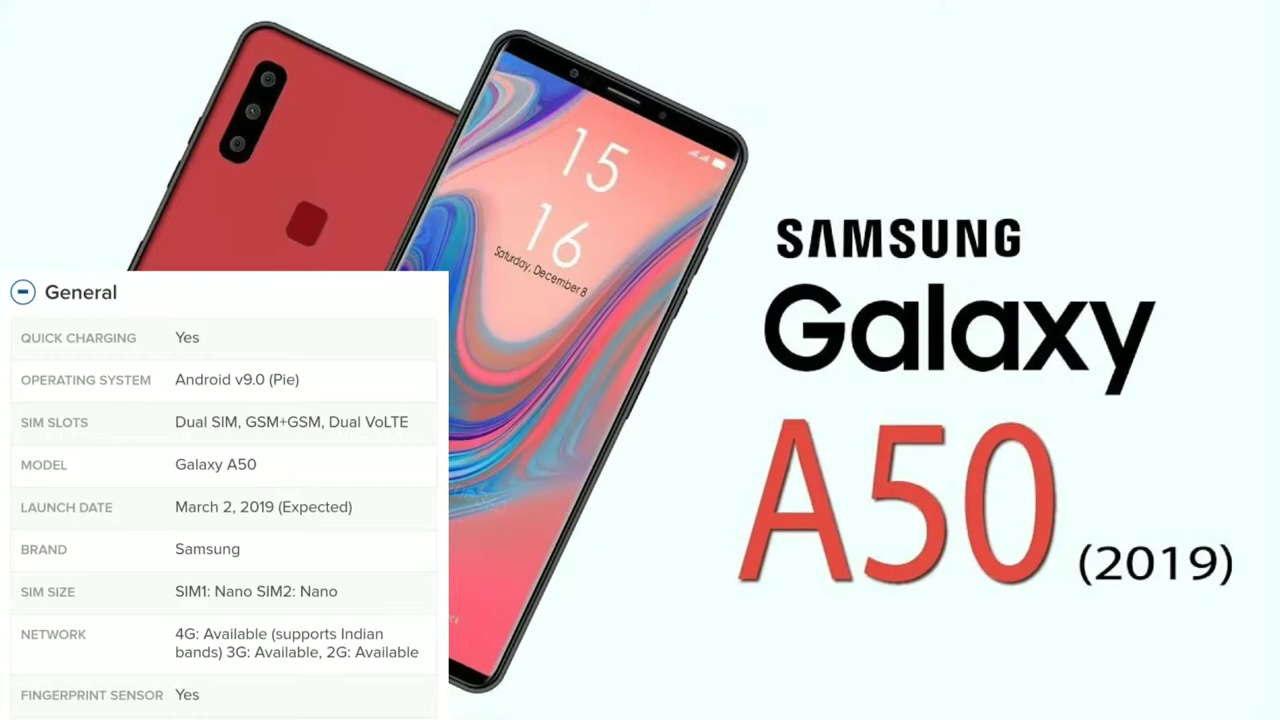 15
16
Saturday, December 8
SAMSUNG
Galaxy
A50
(2019)
General
QUICK CHARGING Yes
OPERATING SYSTEM Android v9.0 (Pie)
SIM SLOTS Dual SIM, GSM+GSM, Dual VoLTE
MODEL Galaxy A50
LAUNCH DATE March 2, 2019 (Expected)
BRAND Samsung
SIM SIZE SIM1: Nano SIM2: Nano
NETWORK 4G: Available (supports Indian
bands) 3G: Available, 2G: Available
FINGERPRINT SENSOR Yes